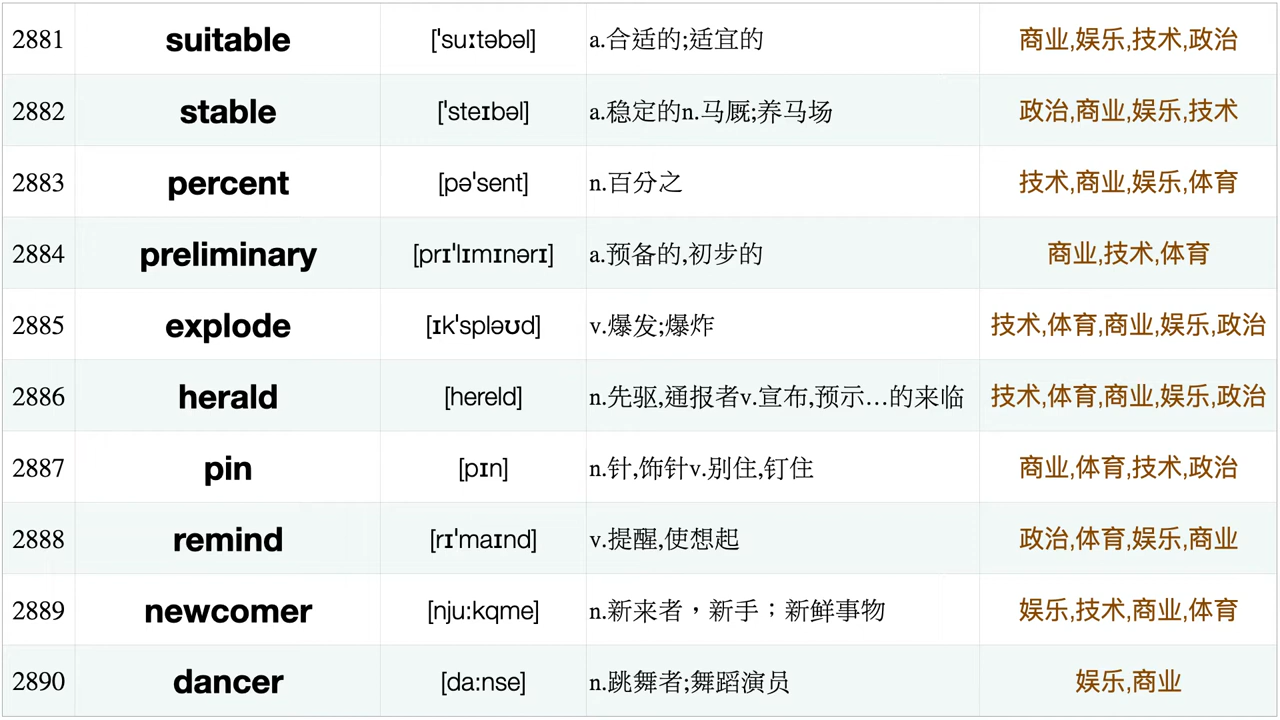 2881 suitable ['suːtəbəl] a.合适的;适宜的 商业,娱乐,技术,政治
2882 stable ['steɪbəl] a.稳定的n.马厩;养马场 政治,商业,娱乐,技术
2883 percent [pə'sent] n.百分之 技术,商业,娱乐,体育
2884 preliminary [prɪ'lɪmɪnərɪ] a.预备的,初步的 商业,技术,体育
2885 explode [ɪk'spləʊd] v.爆发;爆炸 技术,体育,商业,娱乐,政治
2886 herald [hereld] n.先驱,通报者v.宣布,预示…的来临 技术,体育,商业,娱乐,政治
2887 pin [pɪn] n.针,饰针v.别住,钉住 商业,体育,技术,政治
2888 remind [rɪ'maɪnd] v.提醒,使想起 政治,体育,娱乐,商业
2889 newcomer [nju:kqme] n.新来者，新手；新鲜事物 娱乐,技术,商业,体育
2890 dancer [da:nse] n.跳舞者;舞蹈演员 娱乐,商业